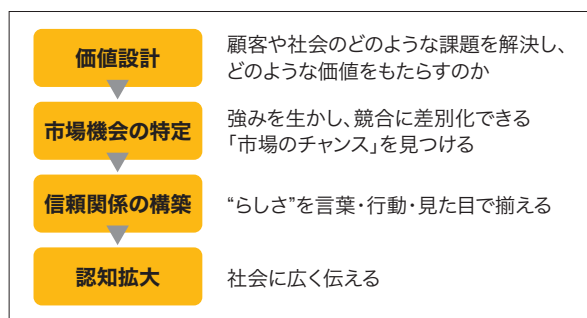 価値設計
顧客や社会のどのような課題を解決し、
どのような価値をもたらすのか
市場機会の特定
強みを生かし、競合に差別化できる
「市場のチャンス」を見つける
信頼関係の構築
“らしさ”を言葉・行動・見た目で揃える
認知拡大
社会に広く伝える